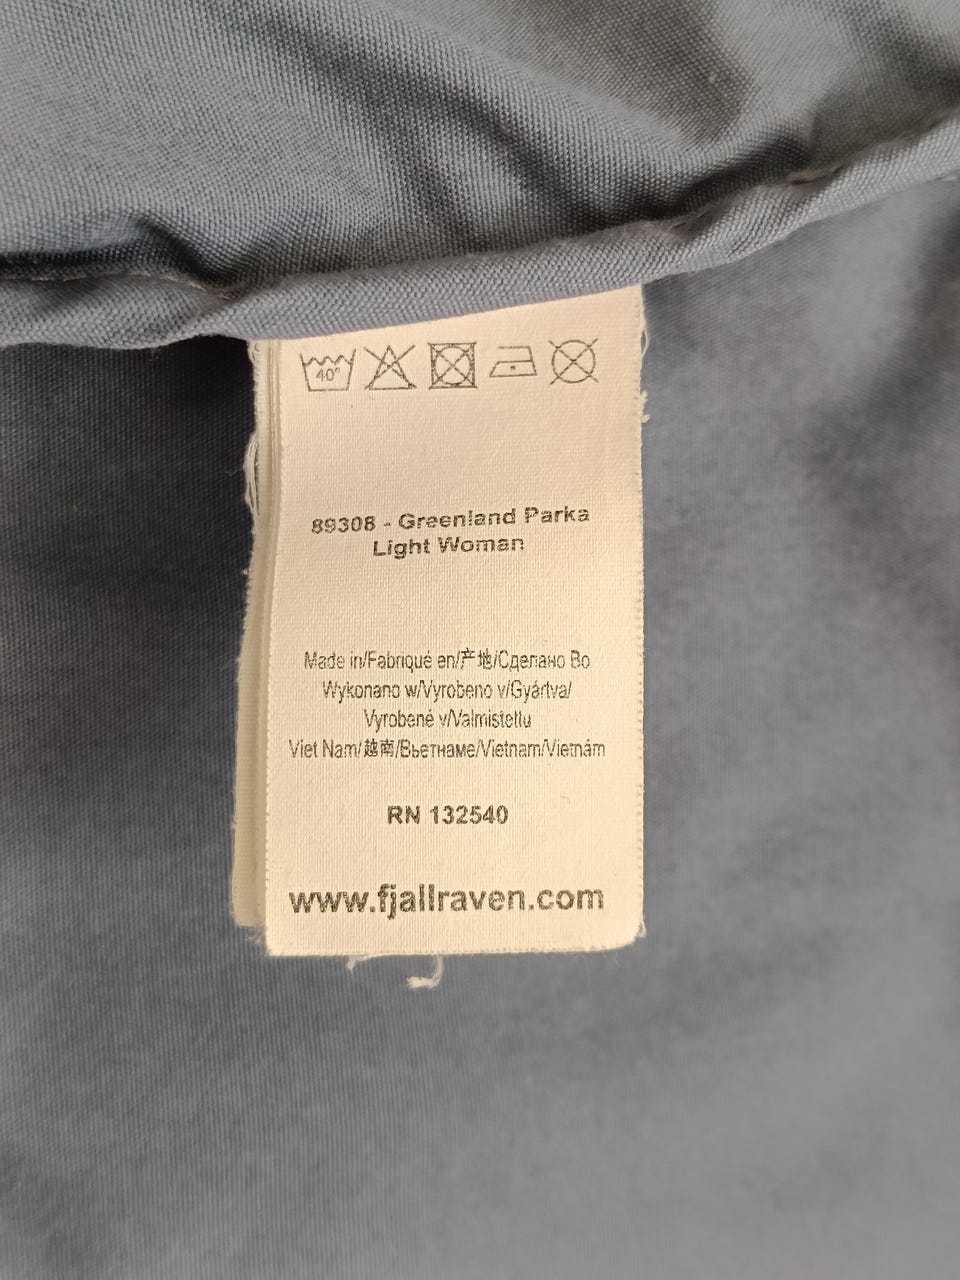 40°
89308 - Greenland Parka
Light Woman
Made in/Fabriqué en/产地/Сделано Во
Wykonano w/Vyrobeno v/Gyártva/
Vyrobené v/Valmistettu
Viet Nam/越南/Вьетнаме/Vietnam/Vietnám
RN 132540
www.fjallraven.com